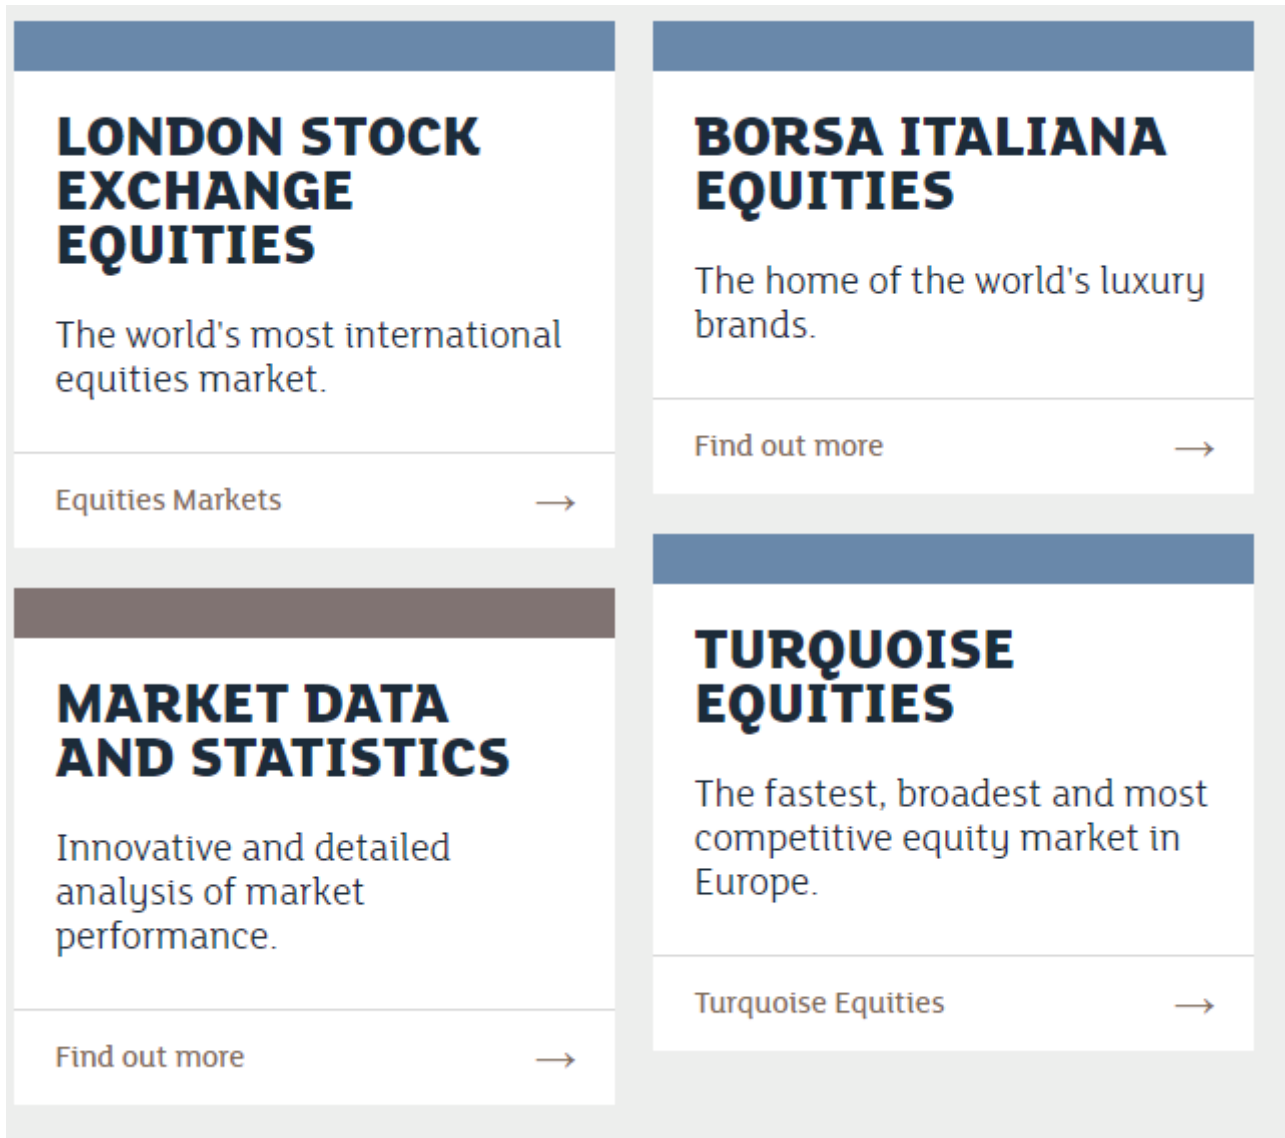 LONDON STOCK
EXCHANGE
EQUITIES
The world's most international
equities market.
Equities Markets
MARKET DATA
AND STATISTICS
Innovative and detailed
analysis of market
performance.
Find out more
BORSA ITALIANA
EQUITIES
The home of the world's luxury
brands.
Find out more
TURQUOISE
EQUITIES
The fastest, broadest and most
competitive equity market in
Europe.
Turquoise Equities